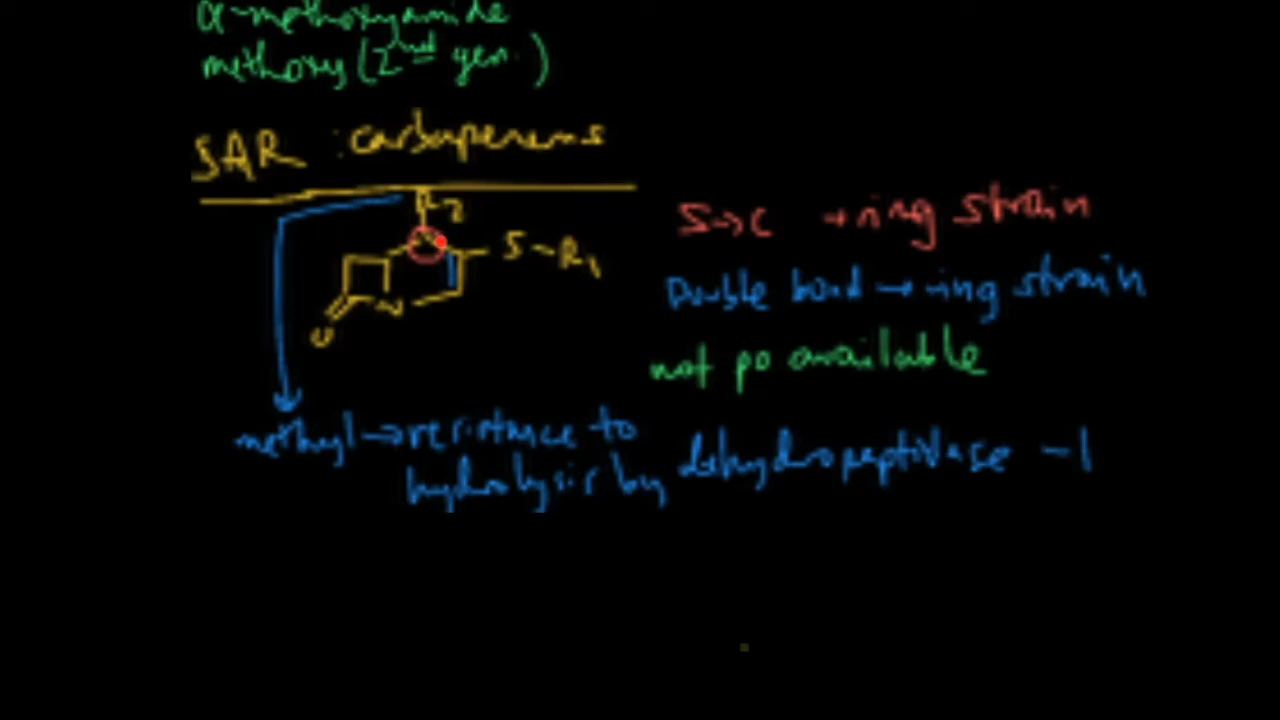 α-methoxyamide
methoxy (2nd gen.)
SAR : carbapenems
R2
S-R1
N
O
S→C → ring strain
Double bond → ring strain
not po available
methyl → resistance to
hydrolysis by dehydropeptidase -1